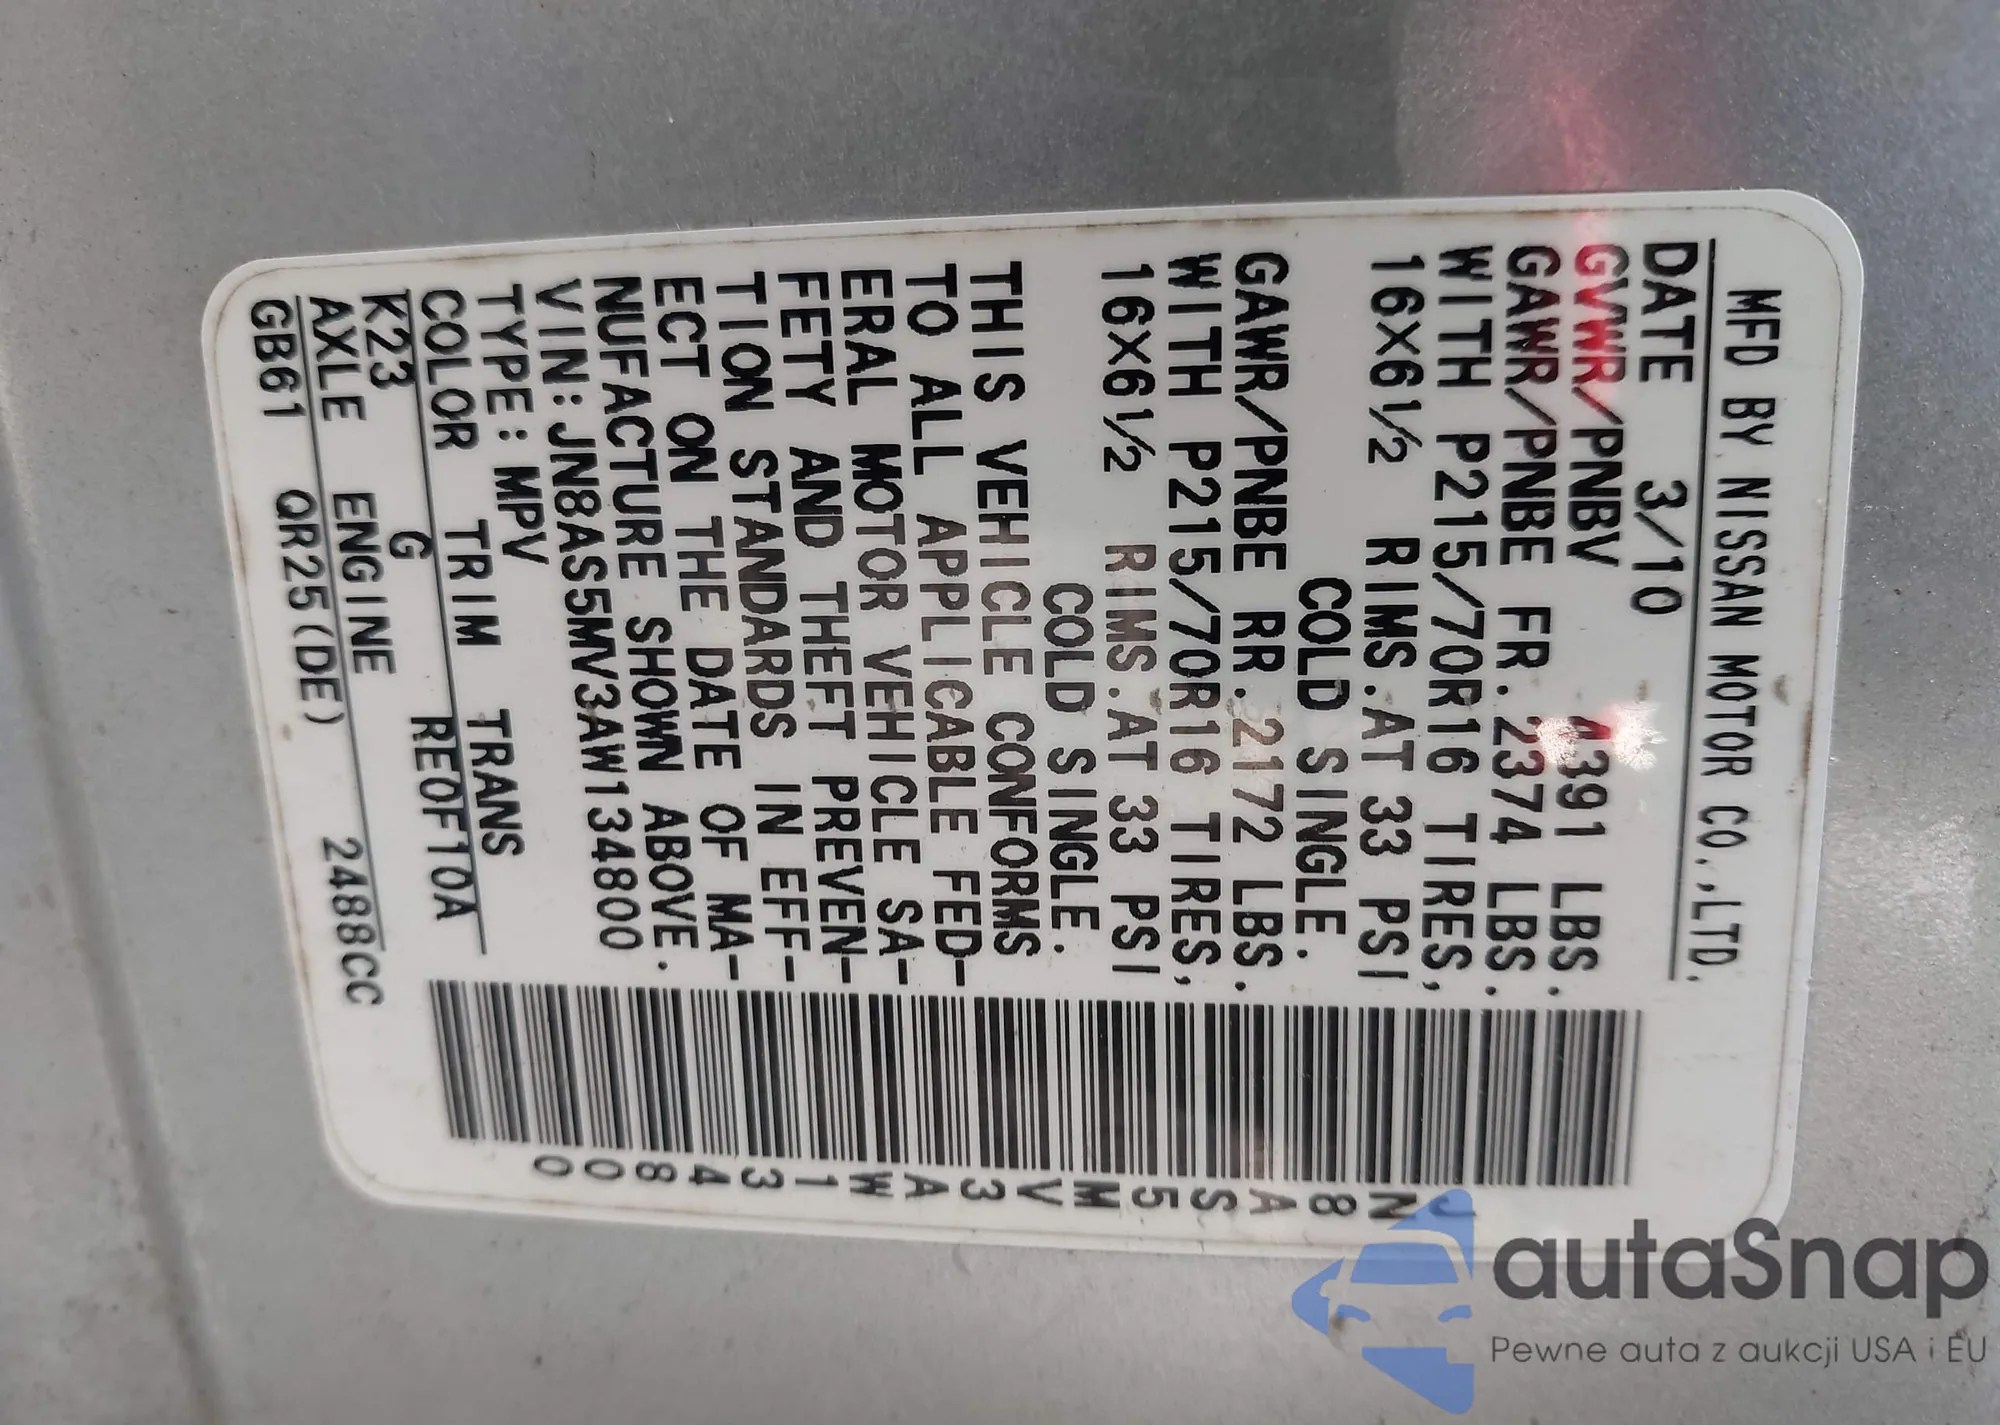 MFD BY NISSAN MOTOR CO.,LTD.
DATE 3/10
GVWR/PNBV 4391 LBS.
GAWR/PNBE FR. 2374 LBS.
WITH P215/70R16 TIRES,
16X6½ RIMS.AT 33 PSI
COLD SINGLE.
GAWR/PNBE RR. 2172 LBS.
WITH P215/70R16 TIRES,
16X6½ RIMS.AT 33 PSI
COLD SINGLE.
THIS VEHICLE CONFORMS
TO ALL APPLICABLE FED-
ERAL MOTOR VEHICLE SA-
FETY AND THEFT PREVEN-
TION STANDARDS IN EFF-
ECT ON THE DATE OF MA-
NUFACTURE SHOWN ABOVE.
VIN:JN8AS5MV3AW134800
TYPE:MPV
COLOR TRIM TRANS
K23 G RE0F10A
AXLE ENGINE
GB61 QR25(DE) 2488CC
JN8AS5MV3AW134800
autaSnap
Pewne auta z aukcji USA i EU